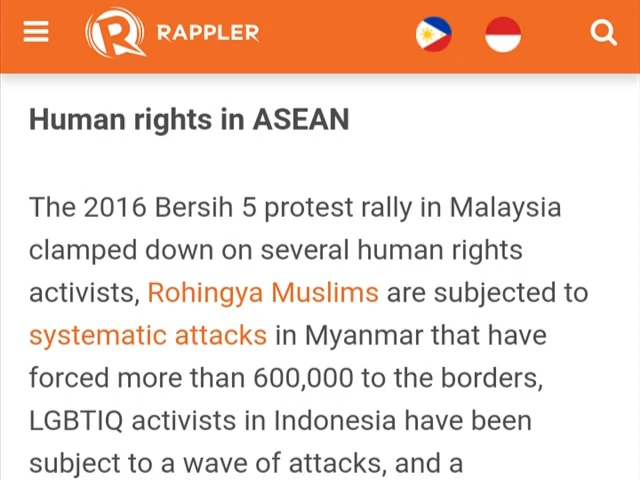 RAPPLER
Human rights in ASEAN
The 2016 Bersih 5 protest rally in Malaysia
clamped down on several human rights
activists, Rohingya Muslims are subjected to
systematic attacks in Myanmar that have
forced more than 600,000 to the borders,
LGBTIQ activists in Indonesia have been
subject to a wave of attacks, and a